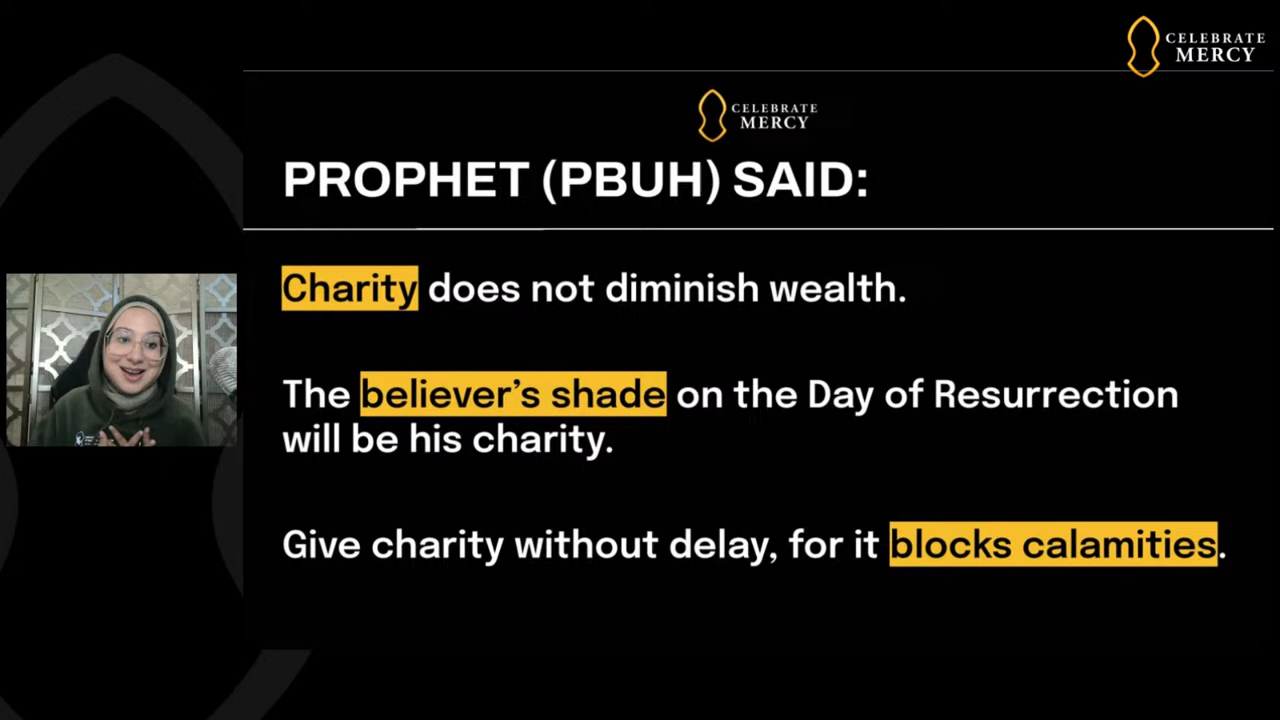 CELEBRATE
MERCY
CELEBRATE
MERCY
PROPHET (PBUH) SAID:
Charity does not diminish wealth.
The believer’s shade on the Day of Resurrection
will be his charity.
Give charity without delay, for it blocks calamities.